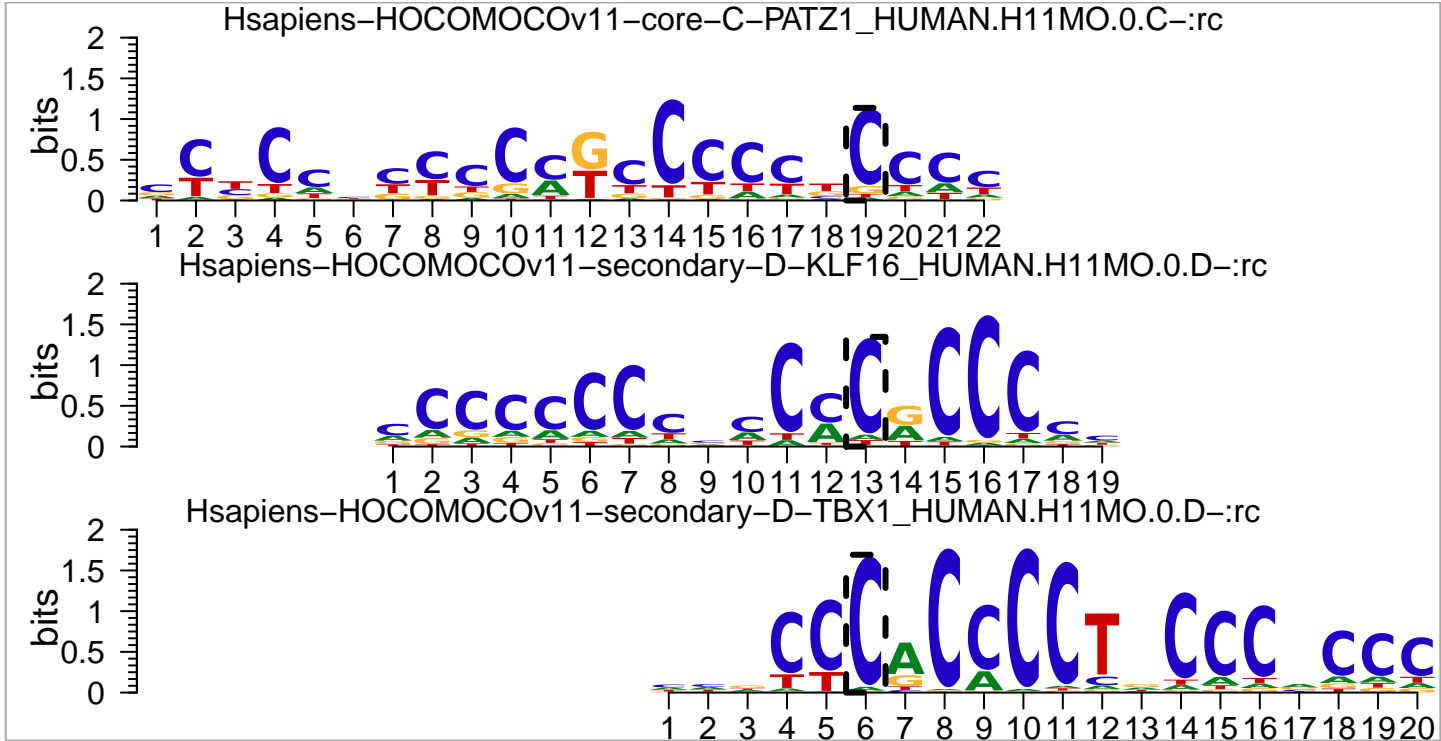 Hsapiens−HOCOMOCOv11−core−C−PATZ1_HUMAN.H11MO.0.C−:rc
2
1.5
1
0.5
0
bits
1 2 3 4 5 6 7 8 9 10 11 12 13 14 15 16 17 18 19 20 21 22
Hsapiens−HOCOMOCOv11−secondary−D−KLF16_HUMAN.H11MO.0.D−:rc
2
1.5
1
0.5
0
bits
1 2 3 4 5 6 7 8 9 10 11 12 13 14 15 16 17 18 19
Hsapiens−HOCOMOCOv11−secondary−D−TBX1_HUMAN.H11MO.0.D−:rc
2
1.5
1
0.5
0
bits
1 2 3 4 5 6 7 8 9 10 11 12 13 14 15 16 17 18 19 20